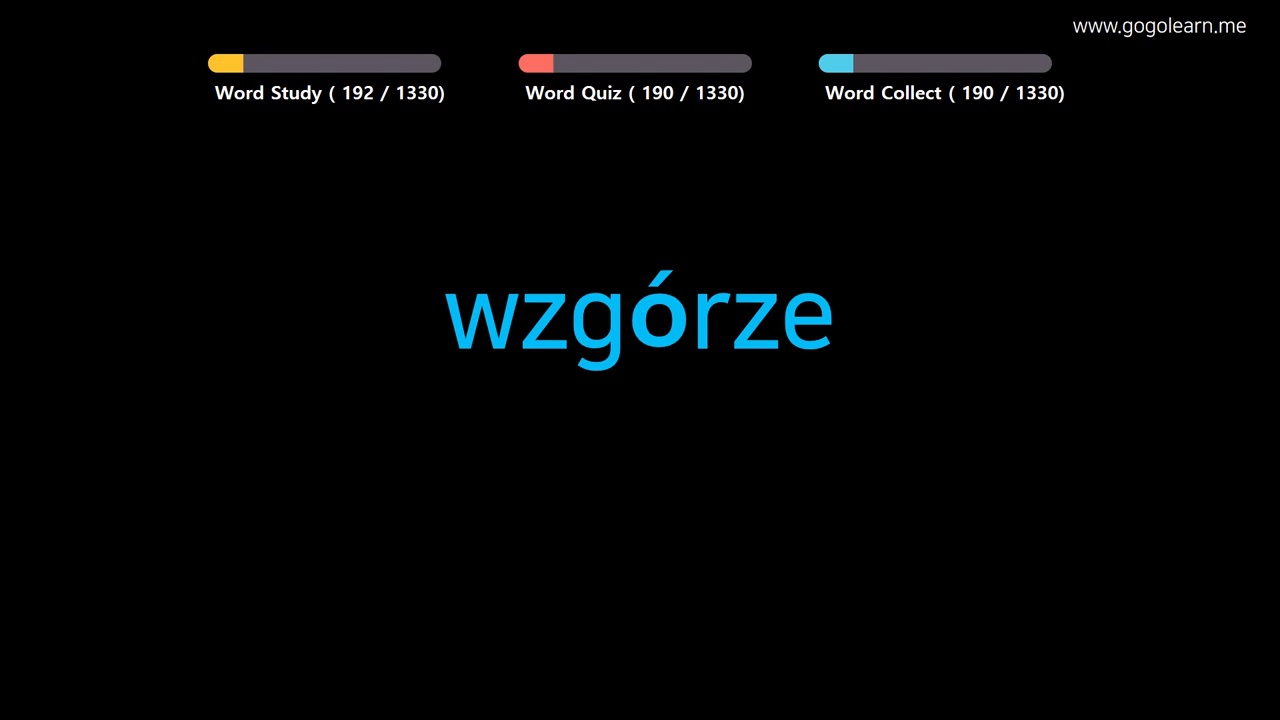 www.gogolearn.me
Word Study ( 192 / 1330)
Word Quiz ( 190 / 1330)
Word Collect ( 190 / 1330)
wzgórze